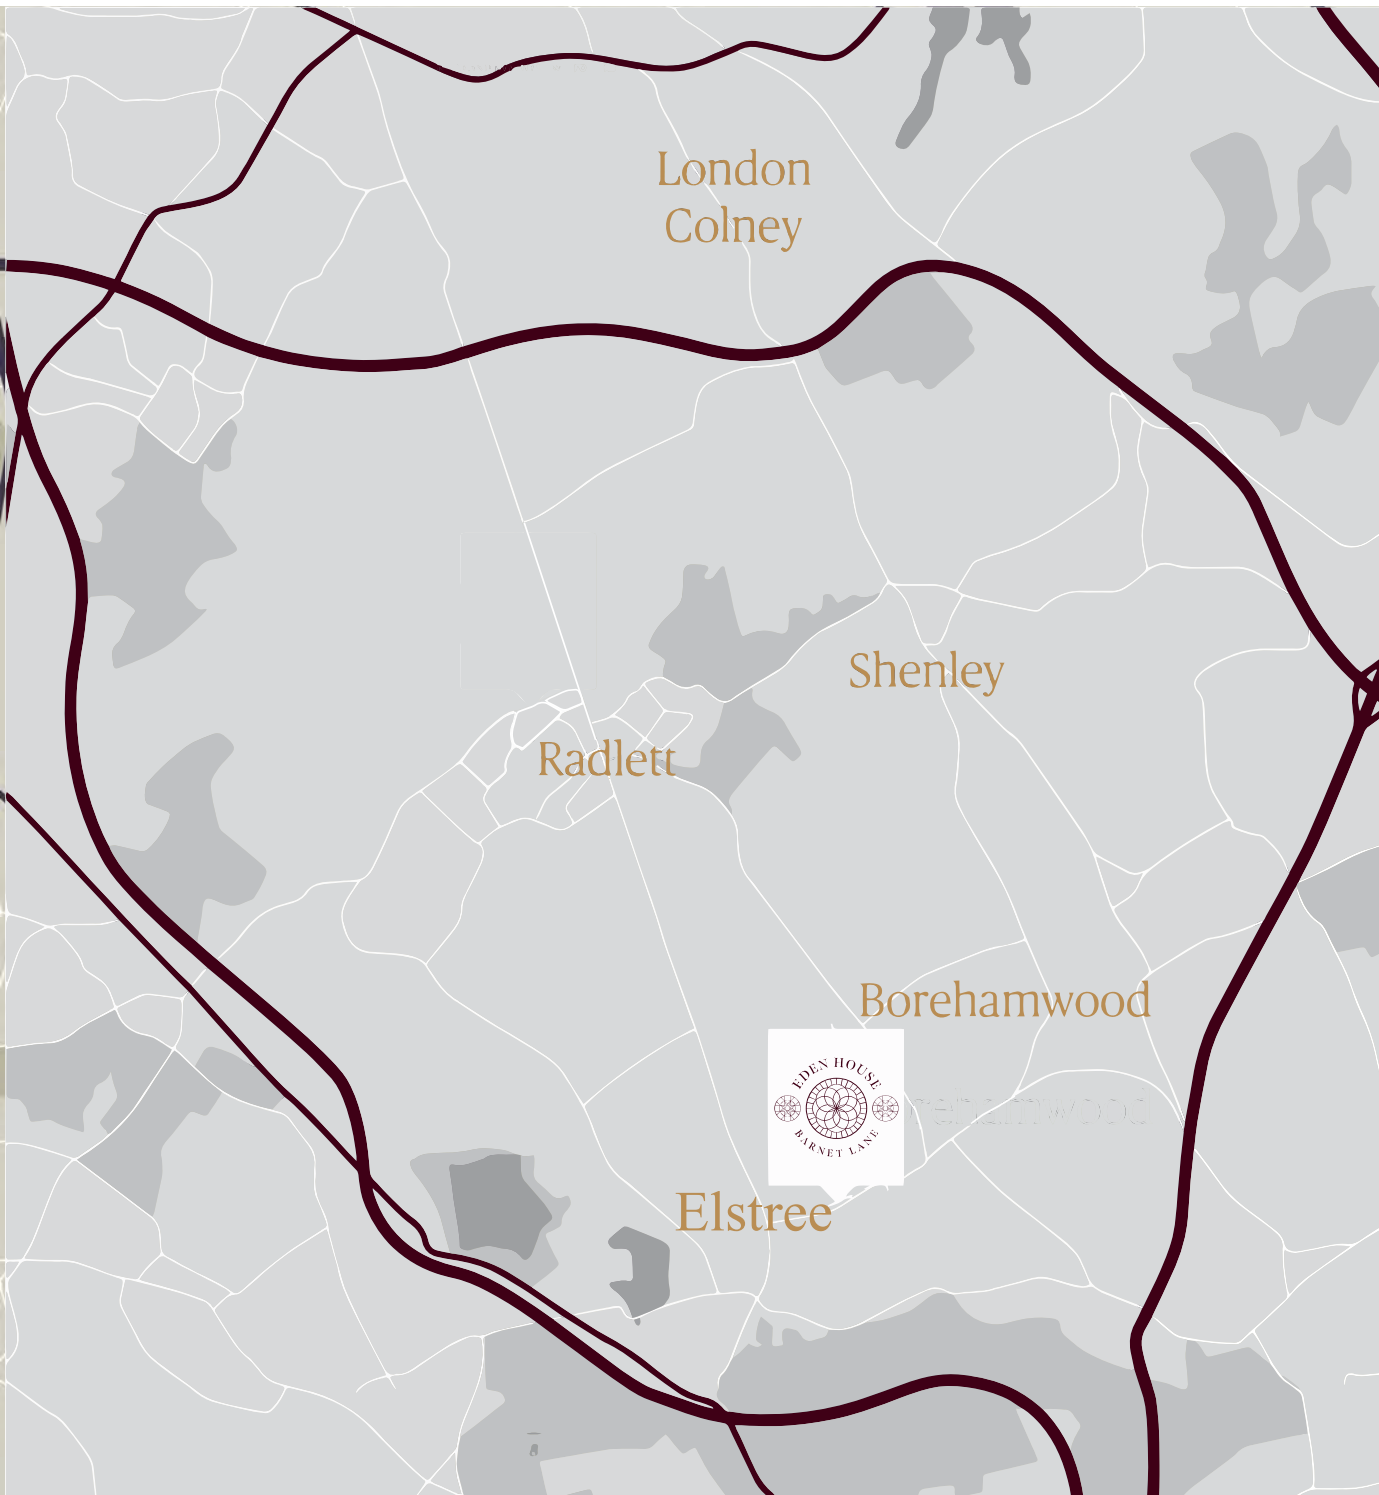 London
Colney
Shenley
Radlett
Borehamwood
EDEN HOUSE
BARNET LANE
Elstree